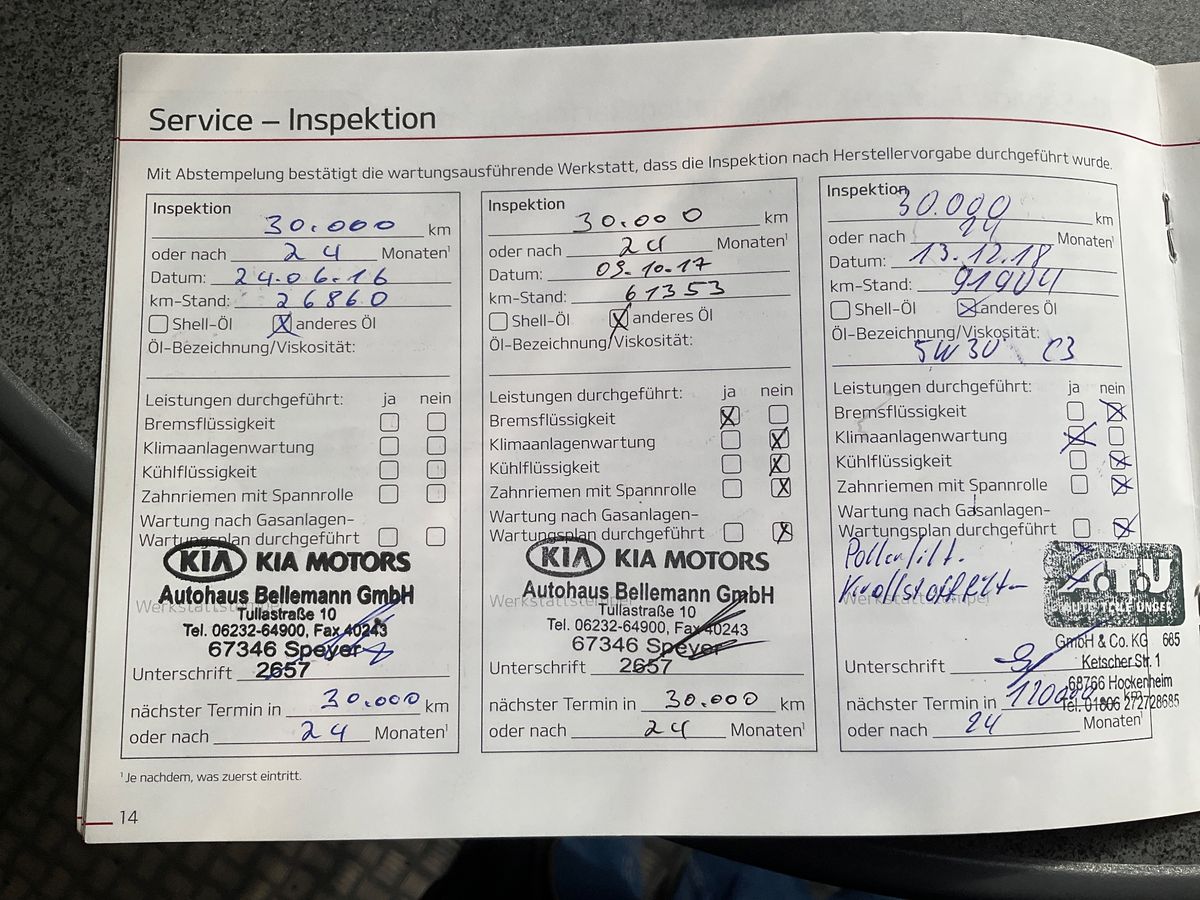 Service – Inspektion
Mit Abstempelung bestätigt die wartungsausführende Werkstatt, dass die Inspektion nach Herstellervorgabe durchgeführt wurde.
Inspektion
30.000 km
oder nach 24 Monaten¹
Datum: 24.06.16
km-Stand: 26860
Shell-Öl X anderes Öl
Öl-Bezeichnung/Viskosität:
Leistungen durchgeführt: ja nein
Bremsflüssigkeit
Klimaanlagenwartung
Kühlflüssigkeit
Zahnriemen mit Spannrolle
Wartung nach Gasanlagen-
Wartungsplan durchgeführt
KIA KIA MOTORS
Autohaus Bellemann GmbH
Tullastraße 10
Tel. 06232-64900, Fax 40243
67346 Speyer
Unterschrift 2657
nächster Termin in 30.000 km
oder nach 24 Monaten¹
Inspektion
30.000 km
oder nach 24 Monaten¹
Datum: 09.10.17
km-Stand: 61353
Shell-Öl X anderes Öl
Öl-Bezeichnung/Viskosität:
Leistungen durchgeführt: ja nein
Bremsflüssigkeit X
Klimaanlagenwartung X
Kühlflüssigkeit X
Zahnriemen mit Spannrolle X
Wartung nach Gasanlagen-
Wartungsplan durchgeführt X
KIA KIA MOTORS
Autohaus Bellemann GmbH
Tullastraße 10
Tel. 06232-64900, Fax 40243
67346 Speyer
Unterschrift 2657
nächster Termin in 30.000 km
oder nach 24 Monaten¹
Inspektion
30.000 km
oder nach 24 Monaten¹
Datum: 13.12.18
km-Stand: 91904
Shell-Öl X anderes Öl
Öl-Bezeichnung/Viskosität:
5W30 C3
Leistungen durchgeführt: ja nein
Bremsflüssigkeit X
Klimaanlagenwartung X
Kühlflüssigkeit X
Zahnriemen mit Spannrolle X
Wartung nach Gasanlagen-
Wartungsplan durchgeführt X
Pollenfilt.
A.T.U
AUTO TEILE UNGER
GmbH & Co. KG 685
Ketscher Str. 1
68766 Hockenheim
Tel. 01806 272728685
Unterschrift
nächster Termin in 120000 km
oder nach 24 Monaten¹
¹ Je nachdem, was zuerst eintritt.
14